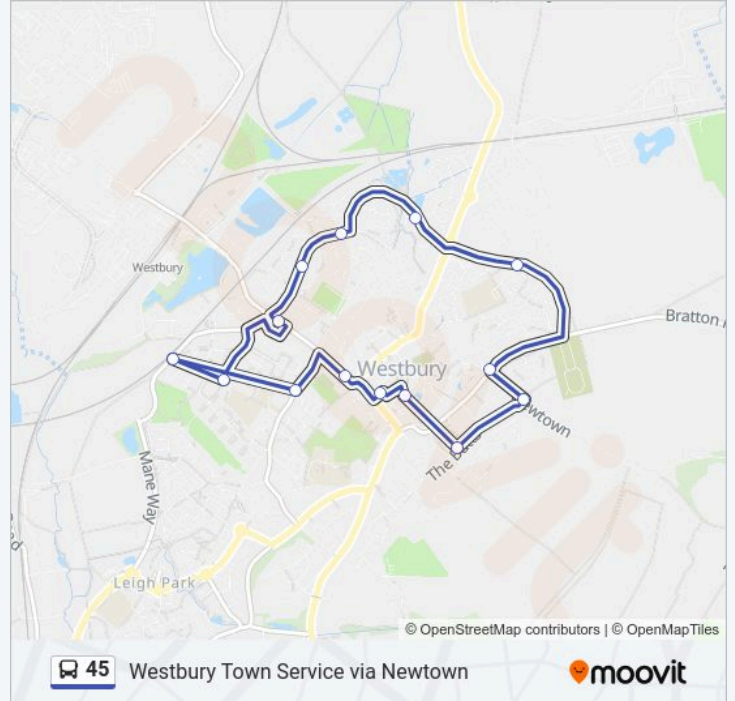 Westbury
Bratton
Westbury
Newtown
The Butts
Mane Way
Leigh Park
© OpenStreetMap contributors | © OpenMapTiles
45 Westbury Town Service via Newtown
moovit